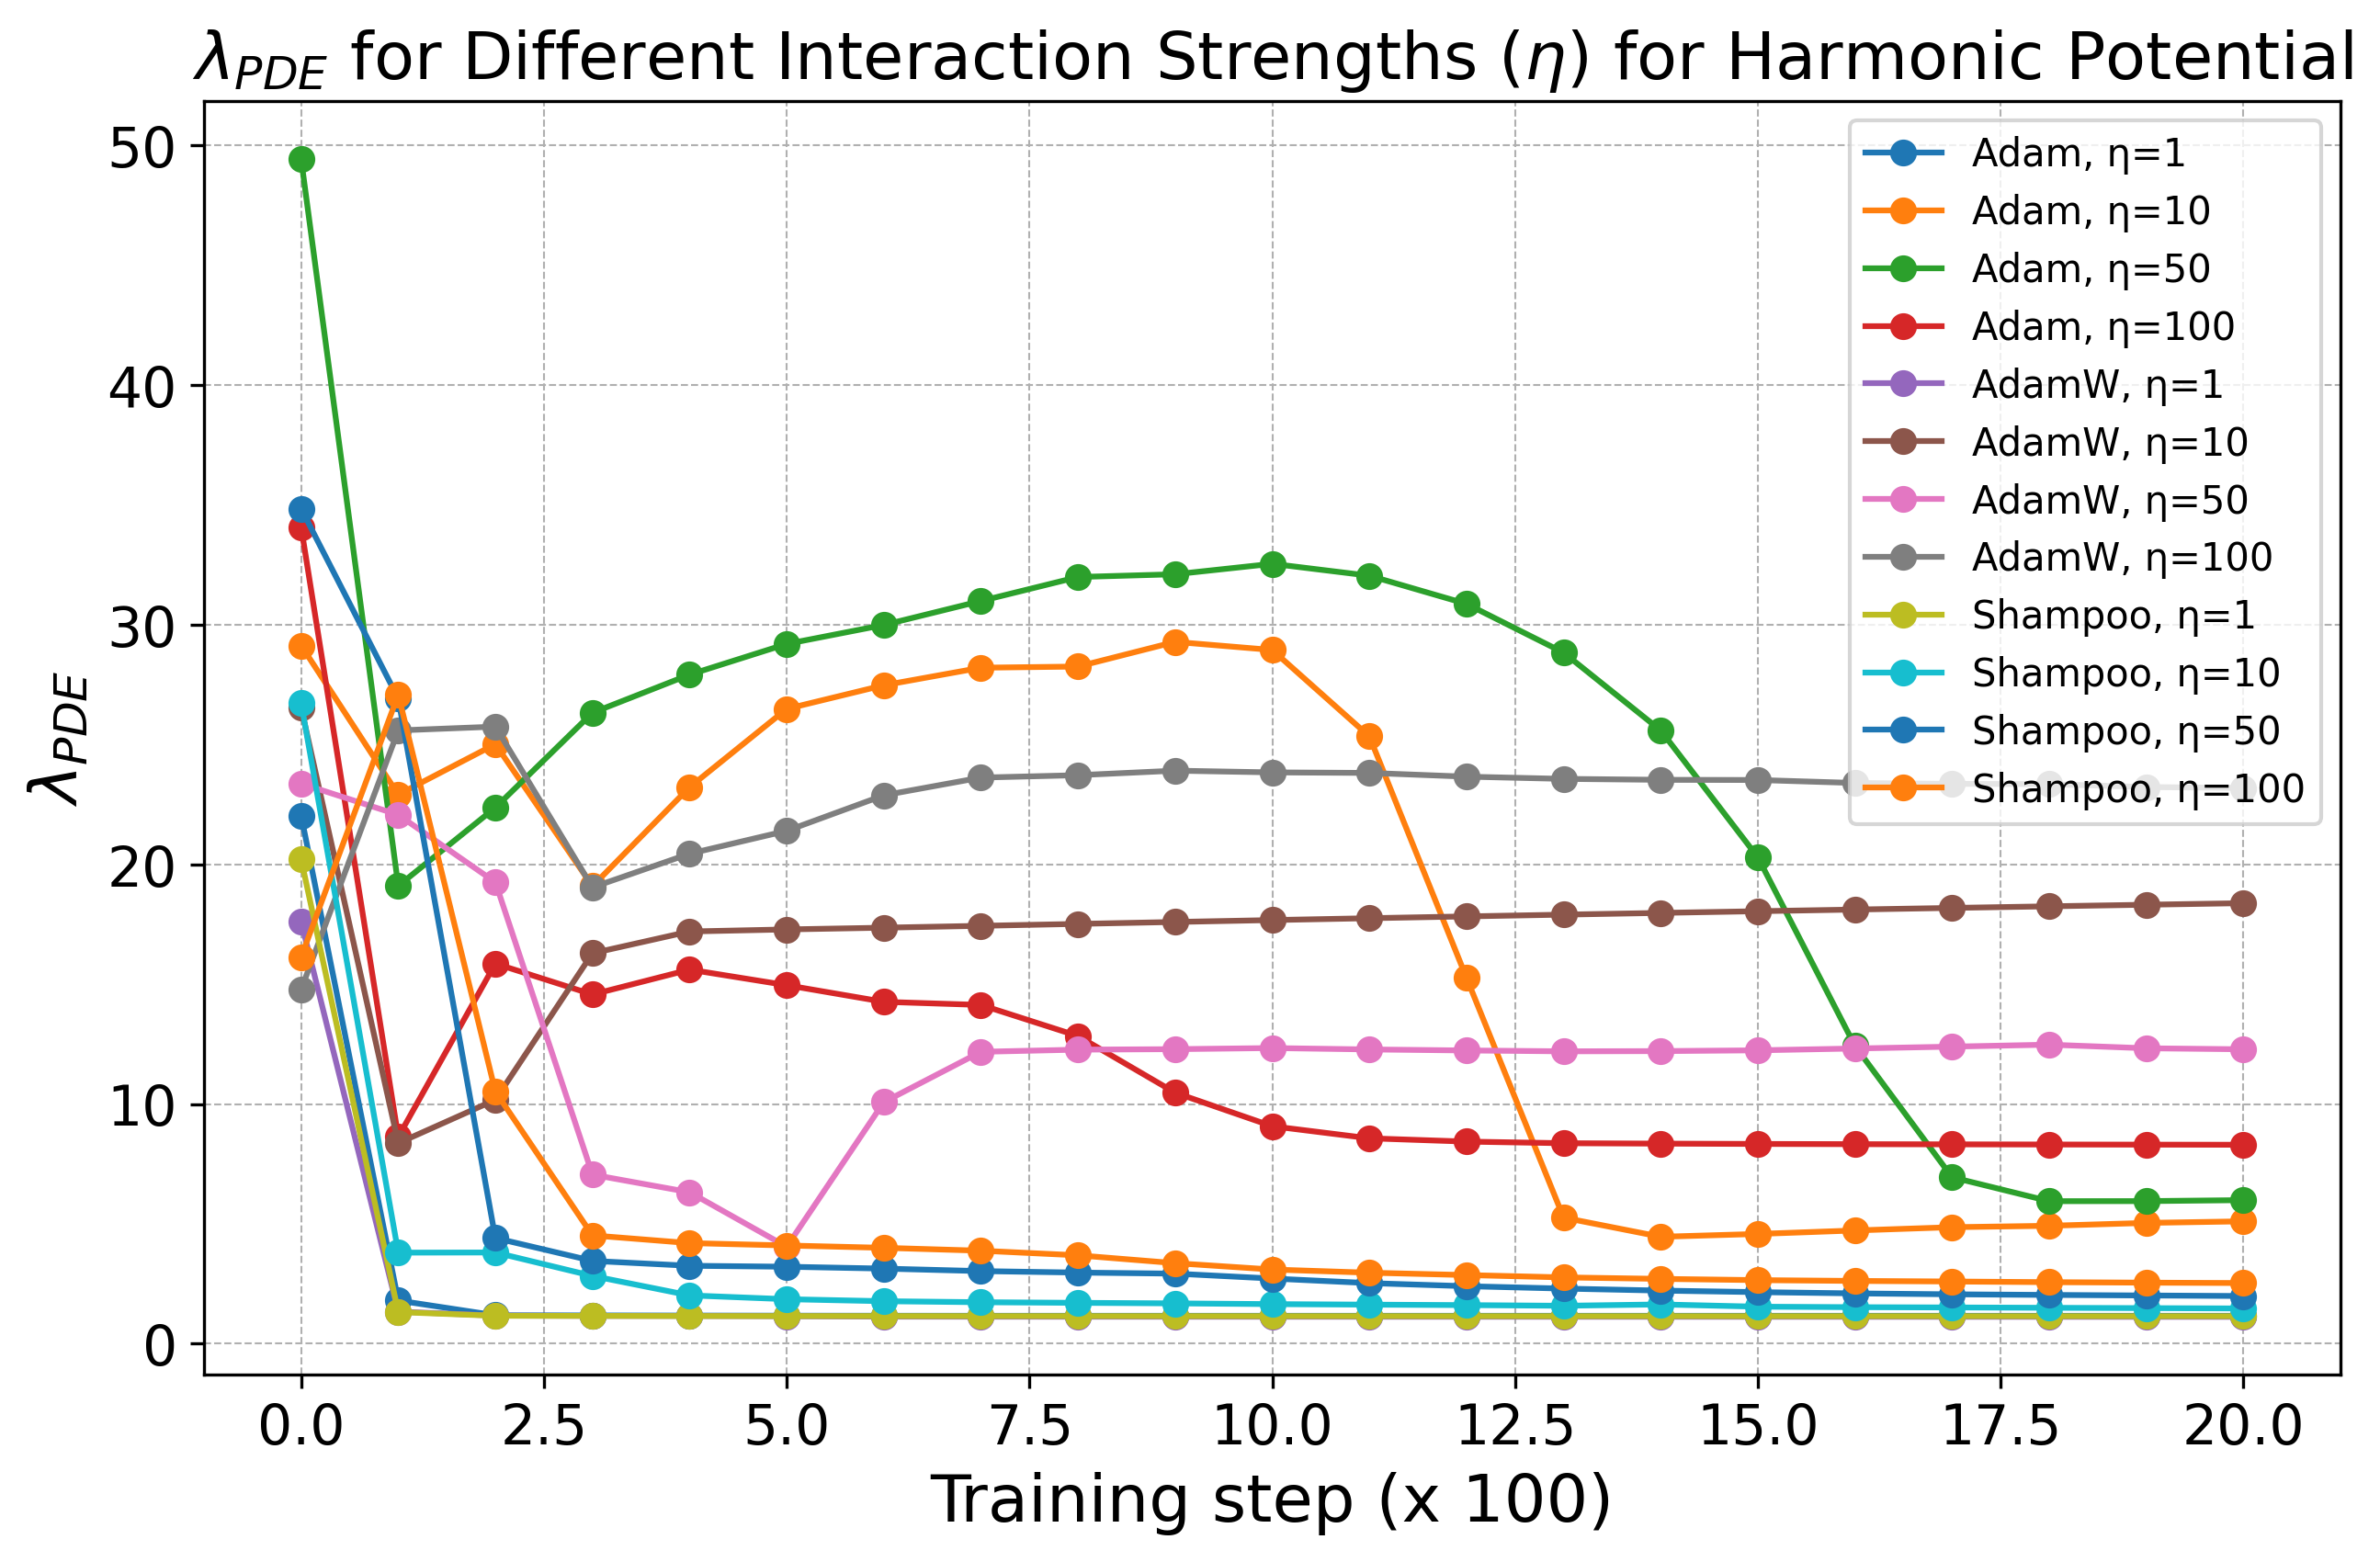 λPDE for Different Interaction Strengths (η) for Harmonic Potential
50
40
30
20
10
0
λPDE
0.0 2.5 5.0 7.5 10.0 12.5 15.0 17.5 20.0
Training step (x 100)
Adam, η=1
Adam, η=10
Adam, η=50
Adam, η=100
AdamW, η=1
AdamW, η=10
AdamW, η=50
AdamW, η=100
Shampoo, η=1
Shampoo, η=10
Shampoo, η=50
Shampoo, η=100